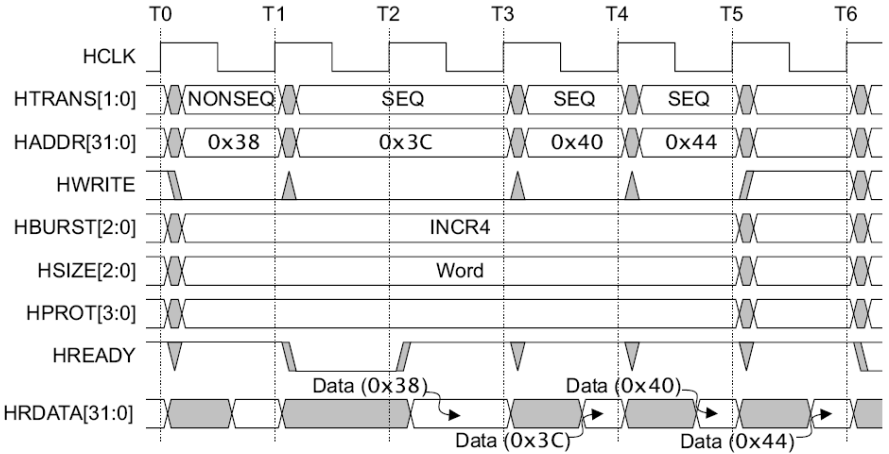 T0 T1 T2 T3 T4 T5 T6
HCLK
HTRANS[1:0] NONSEQ SEQ SEQ SEQ
HADDR[31:0] 0x38 0x3C 0x40 0x44
HWRITE
HBURST[2:0] INCR4
HSIZE[2:0] Word
HPROT[3:0]
HREADY
Data (0x38) Data (0x40)
HRDATA[31:0]
Data (0x3C) Data (0x44)